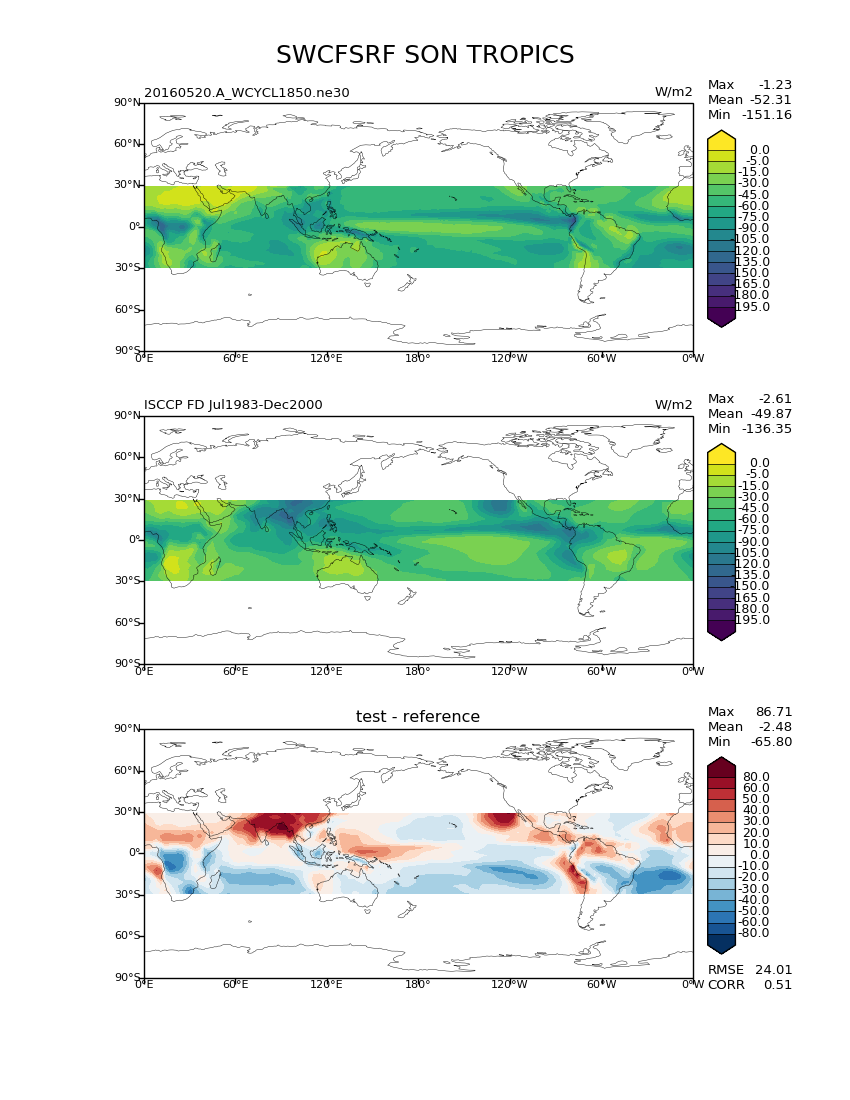 SWCFSRF SON TROPICS
20160520.A_WCYCL1850.ne30 W/m2
Max -1.23
Mean -52.31
Min -151.16
90°N
60°N
30°N
0°
30°S
60°S
90°S
0°E 60°E 120°E 180° 120°W 60°W 0°W
0.0
-5.0
-15.0
-30.0
-45.0
-60.0
-75.0
-90.0
-105.0
-120.0
-135.0
-150.0
-165.0
-180.0
-195.0
ISCCP FD Jul1983-Dec2000 W/m2
Max -2.61
Mean -49.87
Min -136.35
90°N
60°N
30°N
0°
30°S
60°S
90°S
0°E 60°E 120°E 180° 120°W 60°W 0°W
0.0
-5.0
-15.0
-30.0
-45.0
-60.0
-75.0
-90.0
-105.0
-120.0
-135.0
-150.0
-165.0
-180.0
-195.0
test - reference
Max 86.71
Mean -2.48
Min -65.80
90°N
60°N
30°N
0°
30°S
60°S
90°S
0°E 60°E 120°E 180° 120°W 60°W 0°W
80.0
60.0
50.0
40.0
30.0
20.0
10.0
0.0
-10.0
-20.0
-30.0
-40.0
-50.0
-60.0
-80.0
RMSE 24.01
CORR 0.51